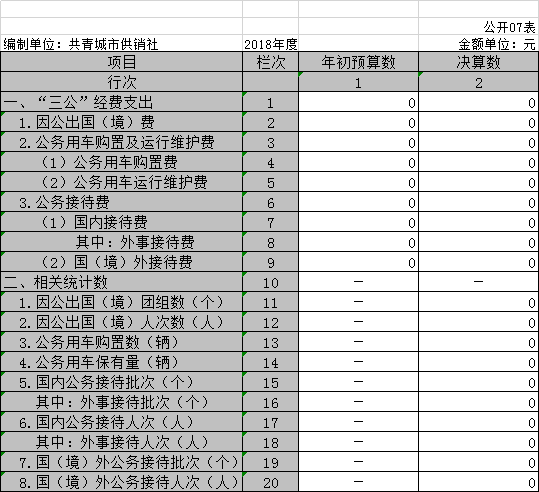 公开07表
编制单位：共青城市供销社 2018年度 金额单位：元
项目 栏次 年初预算数 决算数
行次 1 2
一、“三公”经费支出 1 0 0
1.因公出国（境）费 2 0 0
2.公务用车购置及运行维护费 3 0 0
（1）公务用车购置费 4 0 0
（2）公务用车运行维护费 5 0 0
3.公务接待费 6 0 0
（1）国内接待费 7 0 0
其中：外事接待费 8 0 0
（2）国（境）外接待费 9 0 0
二、相关统计数 10 － －
1.因公出国（境）团组数（个） 11 － 0
2.因公出国（境）人次数（人） 12 － 0
3.公务用车购置数（辆） 13 － 0
4.公务用车保有量（辆） 14 － 0
5.国内公务接待批次（个） 15 － 0
其中：外事接待批次（个） 16 － 0
6.国内公务接待人次（人） 17 － 0
其中：外事接待人次（人） 18 － 0
7.国（境）外公务接待批次（个） 19 － 0
8.国（境）外公务接待人次（人） 20 － 0